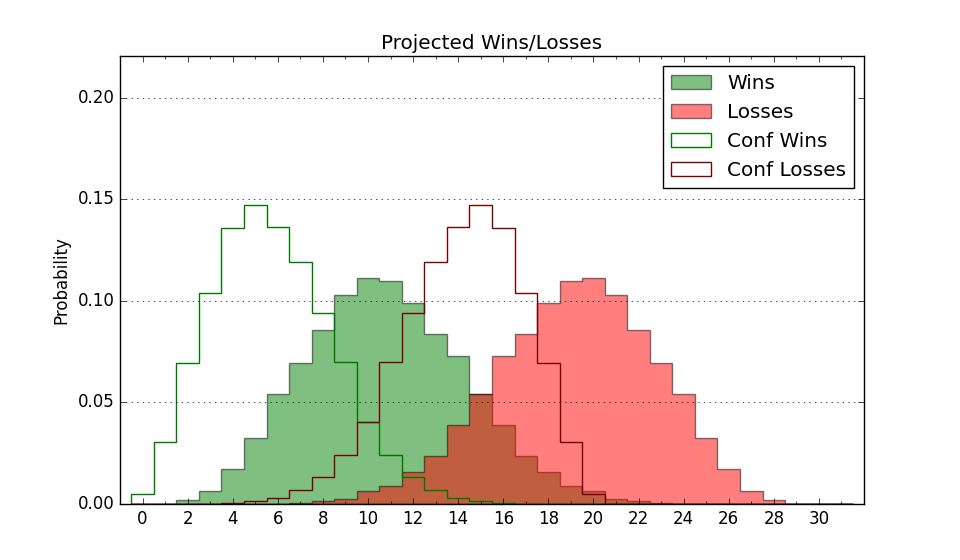 Projected Wins/Losses
Wins
Losses
Conf Wins
Conf Losses
Probability
0.20
0.15
0.10
0.05
0.00
0 2 4 6 8 10 12 14 16 18 20 22 24 26 28 30